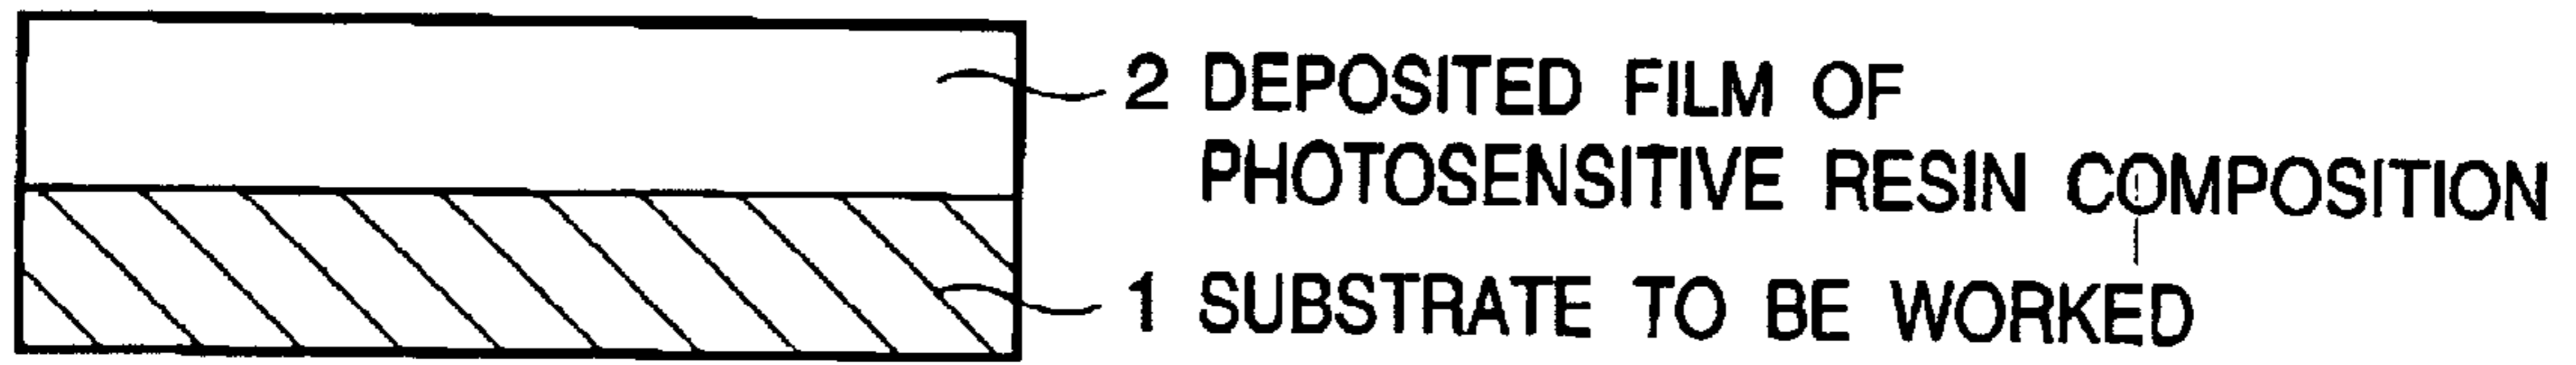 2 DEPOSITED FILM OF
PHOTOSENSITIVE RESIN COMPOSITION
1 SUBSTRATE TO BE WORKED